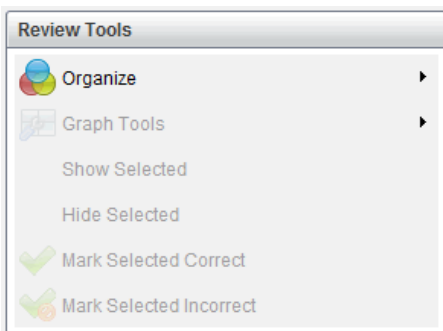 Review Tools
Organize
Graph Tools
Show Selected
Hide Selected
Mark Selected Correct
Mark Selected Incorrect